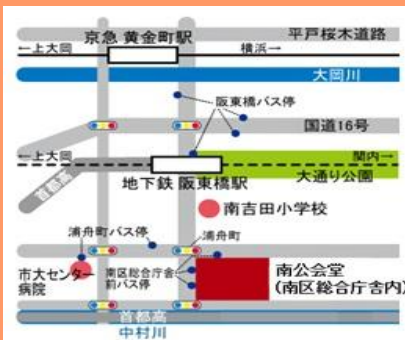 京急 黄金町駅
平戸桜木道路
←上大岡
横浜→
大岡川
阪東橋バス停
国道16号
←上大岡
関内→
首都高
地下鉄 阪東橋駅
大通り公園
南吉田小学校
浦舟町バス停
浦舟町
市大センター
病院
南区総合庁舎
前バス停
南公会堂
(南区総合庁舎内)
首都高
中村川